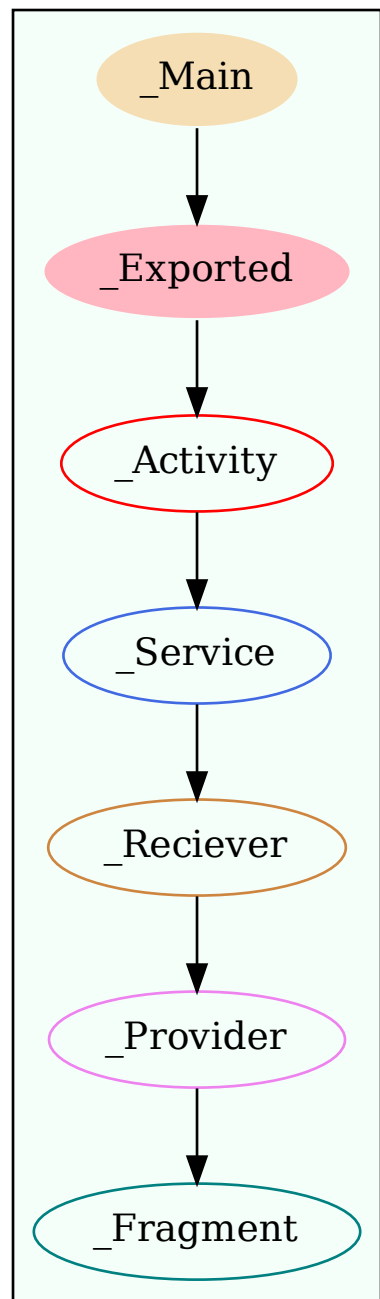 _Main
_Exported
_Activity
_Service
_Reciever
_Provider
_Fragment